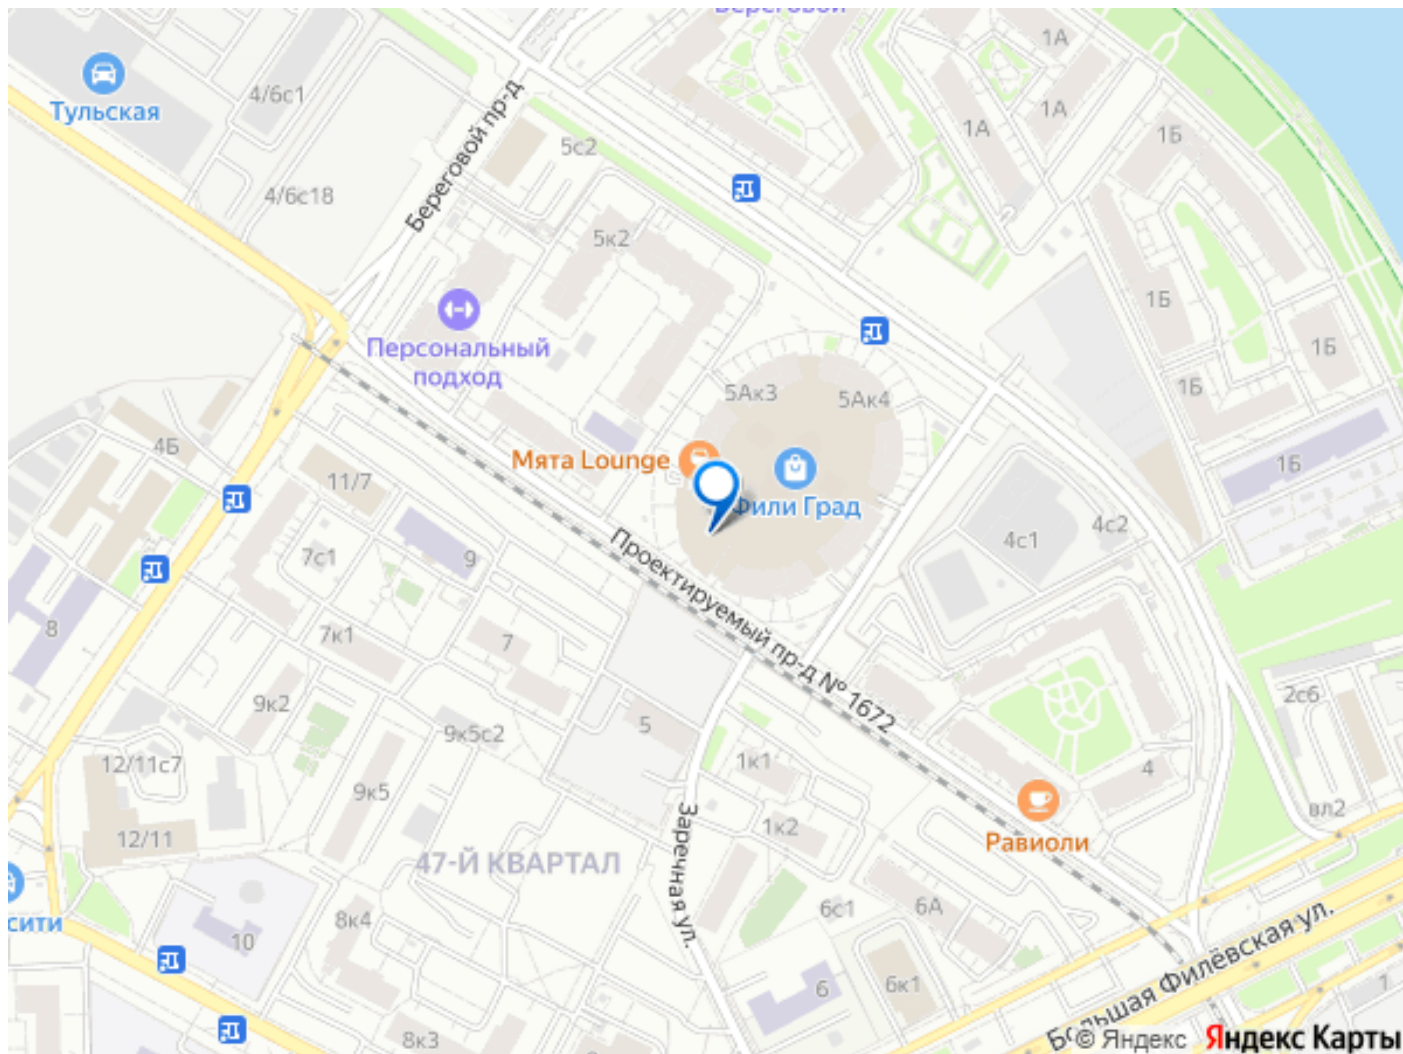 Береговой
1А
Тульская
4/6с1
Береговой пр-д
1А
1А
1Б
5с2
4/6с18
5к2
1Б
Персональный
подход
1Б
5Ак3
5Ак4
1Б
4Б
Мята Lounge
1Б
11/7
Фили Град
4с2
4с1
7с1
9
Проектируемый пр-д № 1672
8
7к1
7
9к2
5
9к5с2
2с6
12/11с7
1к1
4
9к5
вл2
Заречная ул.
1к2
12/11
Равиоли
47-Й КВАРТАЛ
сити
8к4
6с1
6А
10
Большая Филёвская ул.
6
6к1
1
8к3
© Яндекс Яндекс Карты